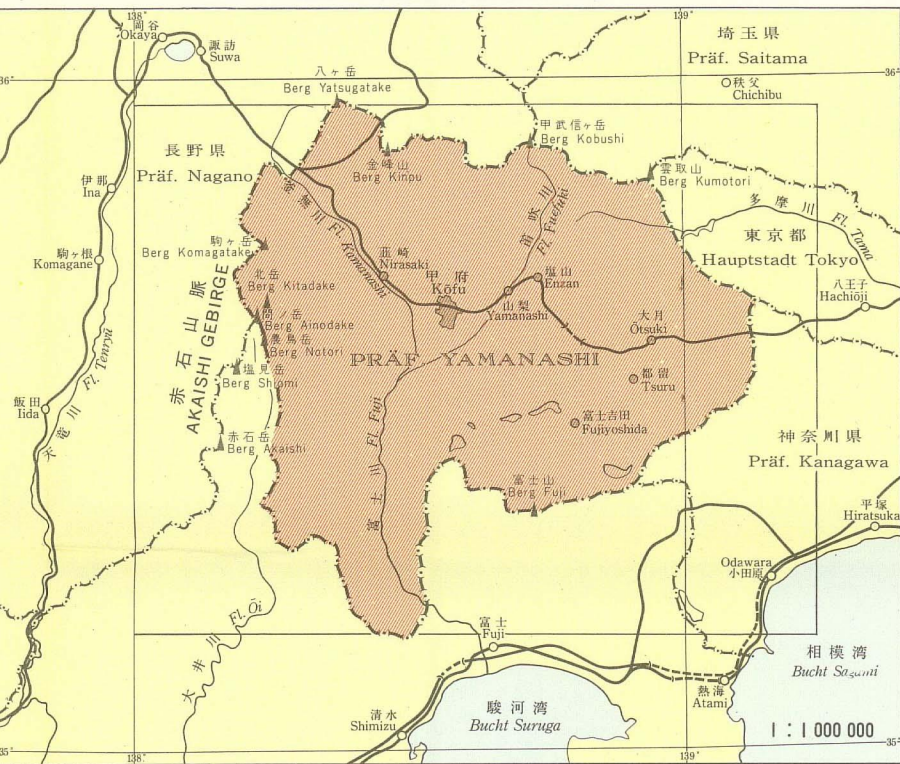 138°
139°
岡谷
Okaya
諏訪
Suwa
埼玉県
Präf. Saitama
36°
36°
八ヶ岳
Berg Yatsugatake
秩父
Chichibu
甲武信ヶ岳
Berg Kobushi
長野県
Präf. Nagano
金峰山
Berg Kinpu
雲取山
Berg Kumotori
伊那
Ina
釜無川
Fl. Kamanashi
笛吹川
Fl. Fuefuki
多摩川
Fl. Tama
東京都
Hauptstadt Tokyo
駒ヶ根
Komagane
駒ヶ岳
Berg Komagatake
韮崎
Nirasaki
甲府
Kōfu
塩山
Enzan
山梨
Yamanashi
八王子
Hachiōji
北岳
Berg Kitadake
間ノ岳
Berg Ainodake
農鳥岳
Berg Notori
大月
Ōtsuki
赤石山脈
AKAISHI GEBIRGE
PRÄF. YAMANASHI
塩見岳
Berg Shiomi
都留
Tsuru
飯田
Iida
天竜川
Fl. Tenryū
富士川
Fl. Fuji
富士吉田
Fujiyoshida
赤石岳
Berg Akaishi
神奈川県
Präf. Kanagawa
富士山
Berg Fuji
平塚
Hiratsuka
Odawara
小田原
大井川
Fl. Ōi
富士
Fuji
相模湾
Bucht Sagami
熱海
Atami
清水
Shimizu
駿河湾
Bucht Suruga
1:1 000 000
35°
35°
138°
139°